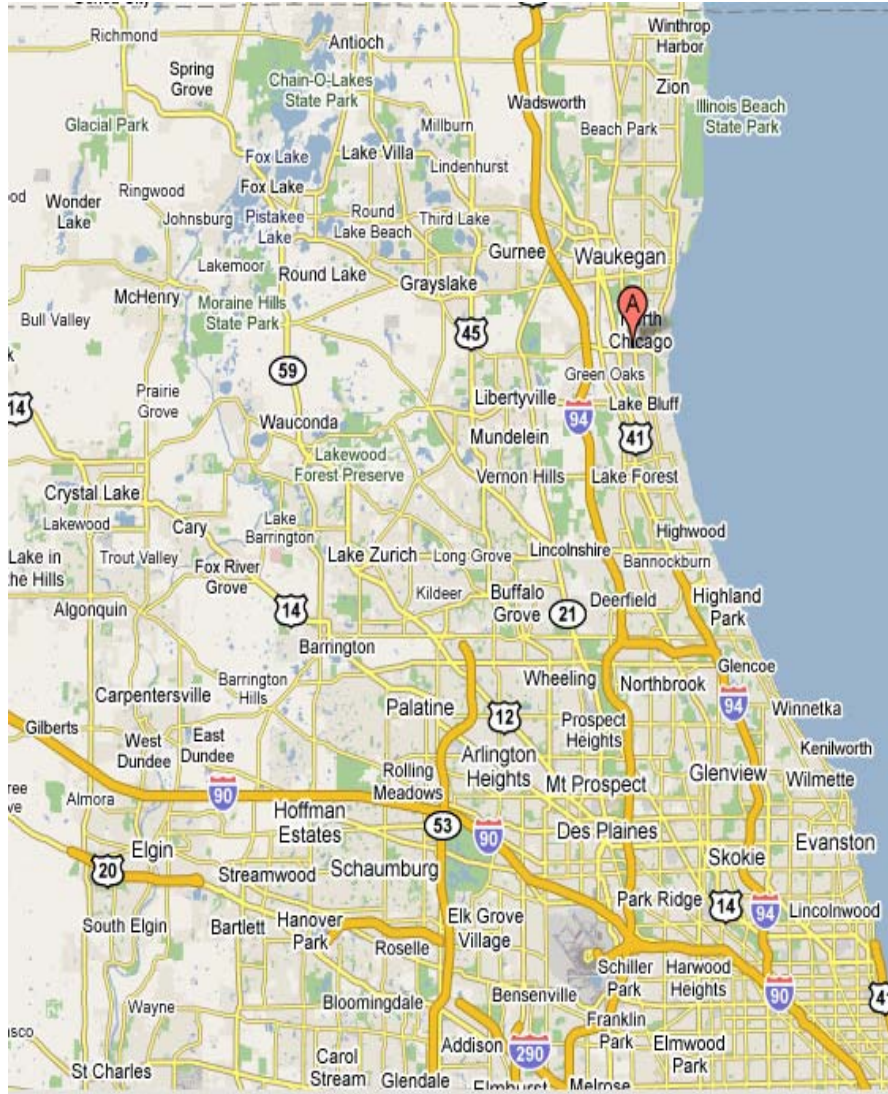 Richmond
Antioch
Winthrop
Harbor
Spring
Grove
Chain-O-Lakes
State Park
Zion
Wadsworth
Illinois Beach
State Park
Glacial Park
Millburn
Beach Park
Fox Lake
Lake Villa
Lindenhurst
Wonder
Lake
Ringwood
Fox Lake
Johnsburg
Pistakee
Lake
Round
Lake Beach
Third Lake
Gurnee
Waukegan
Lakemoor
Round Lake
Grayslake
McHenry
Moraine Hills
State Park
A
North
Chicago
Bull Valley
45
59
Green Oaks
Prairie
Grove
Libertyville
Lake Bluff
14
94
Wauconda
Mundelein
41
Lakewood
Forest Preserve
Vernon Hills
Lake Forest
Crystal Lake
Lakewood
Cary
Lake
Barrington
Highwood
Lake in
the Hills
Trout Valley
Fox River
Grove
Lake Zurich
Long Grove
Lincolnshire
Bannockburn
Kildeer
Buffalo
Grove
Deerfield
Highland
Park
Algonquin
14
21
Barrington
Glencoe
Wheeling
Northbrook
Barrington
Hills
Carpentersville
Palatine
12
94
Winnetka
Gilberts
West
Dundee
East
Dundee
Prospect
Heights
Arlington
Heights
Kenilworth
Rolling
Meadows
Mt Prospect
Glenview
Wilmette
Almora
90
Hoffman
Estates
53
90
Des Plaines
Evanston
Elgin
Skokie
20
Streamwood
Schaumburg
Park Ridge
14
94
Lincolnwood
South Elgin
Bartlett
Hanover
Park
Roselle
Elk Grove
Village
Schiller
Park
Harwood
Heights
Bloomingdale
Bensenville
90
41
Wayne
Franklin
Park
Addison
290
Elmwood
Park
St Charles
Carol
Stream
Glendale
Elmhurst
Melrose